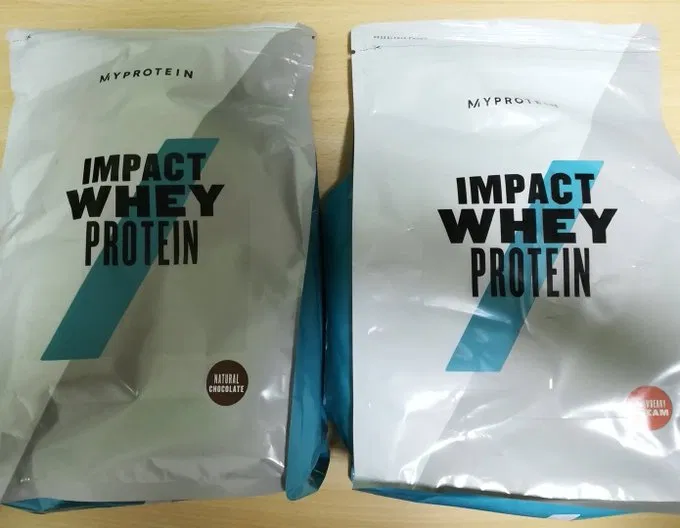 MYPROTEIN
IMPACT
WHEY
PROTEIN
NATURAL
CHOCOLATE
MYPROTEIN
IMPACT
WHEY
PROTEIN